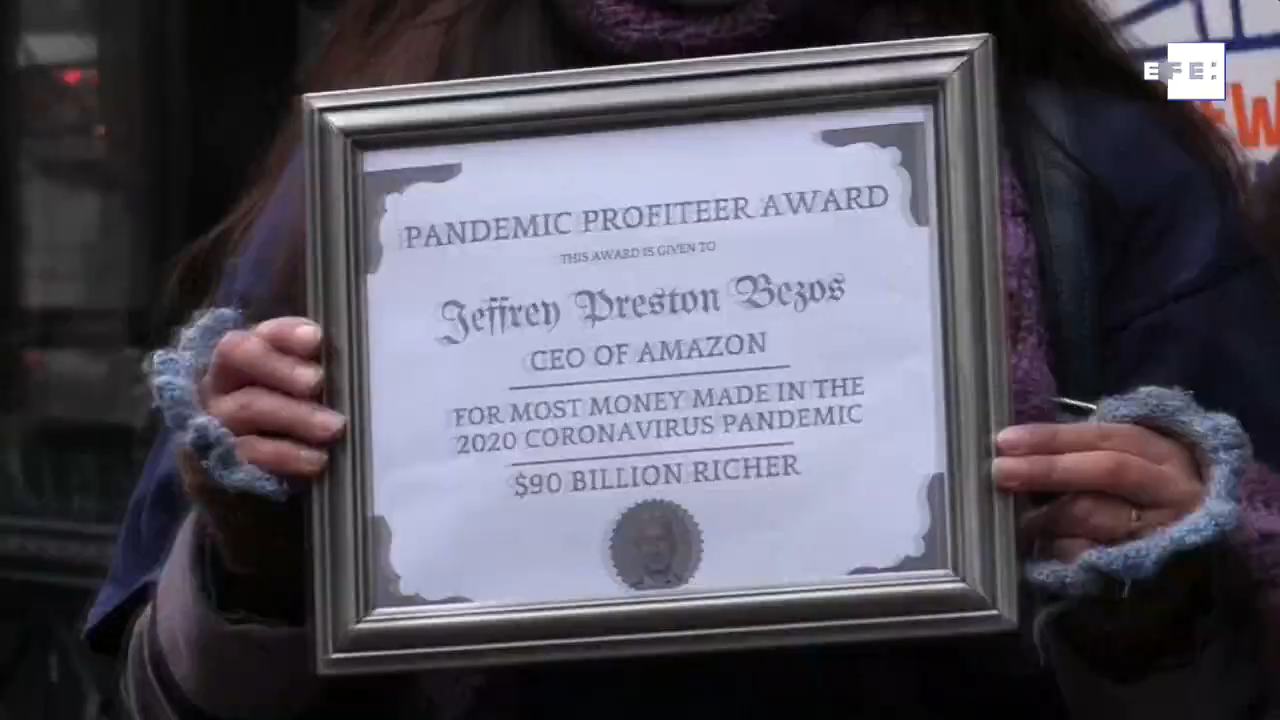 EFE:
W
PANDEMIC PROFITEER AWARD
THIS AWARD IS GIVEN TO
Jeffrey Preston Bezos
CEO OF AMAZON
FOR MOST MONEY MADE IN THE
2020 CORONAVIRUS PANDEMIC
$90 BILLION RICHER